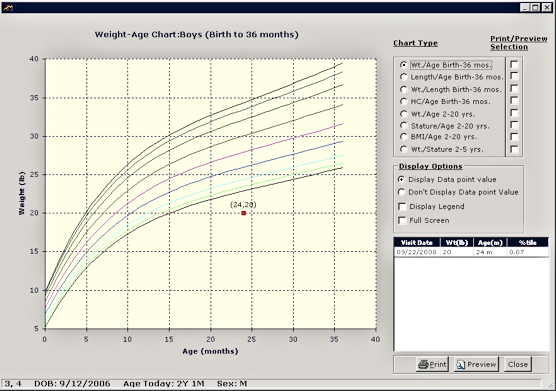 Weight-Age Chart:Boys (Birth to 36 months)
40
35
30
25
20
15
10
5
Weight (lb)
(24,20)
0 5 10 15 20 25 30 35 40
Age (months)
Chart Type
Print/Preview
Selection
Wt./Age Birth-36 mos.
Length/Age Birth-36 mos.
Wt./Length Birth-36 mos.
HC/Age Birth-36 mos.
Wt./Age 2-20 yrs.
Stature/Age 2-20 yrs.
BMI/Age 2-20 yrs.
Wt./Stature 2-5 yrs.
Display Options
Display Data point value
Don't Display Data point Value
Display Legend
Full Screen
Visit Date Wt(lb) Age(m) %tile
09/22/2008 20 24 m 0.07
Print Preview Close
3, 4 DOB: 9/12/2006 Age Today: 2Y 1M Sex: M